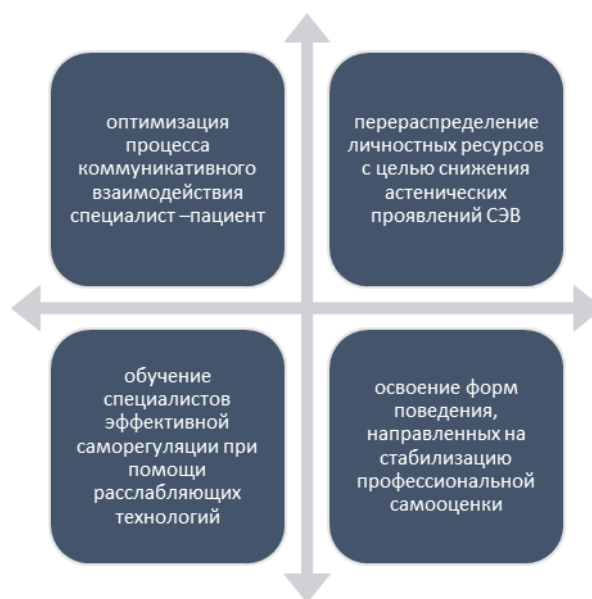 оптимизация
процесса
коммуникативного
взаимодействия
специалист –пациент
перераспределение
личностных ресурсов
с целью снижения
астенических
проявлений СЭВ
обучение
специалистов
эффективной
саморегуляции при
помощи
расслабляющих
технологий
освоение форм
поведения,
направленных на
стабилизацию
профессиональной
самооценки